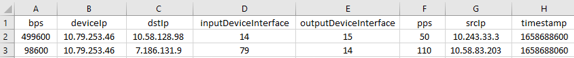 A B C D E F G H
1 bps deviceIp dstIp inputDeviceInterface outputDeviceInterface pps srcIp timestamp
2 499600 10.79.253.46 10.58.128.98 14 15 50 10.243.33.3 1658688600
3 98600 10.79.253.46 7.186.131.9 79 14 110 10.58.83.203 1658688060